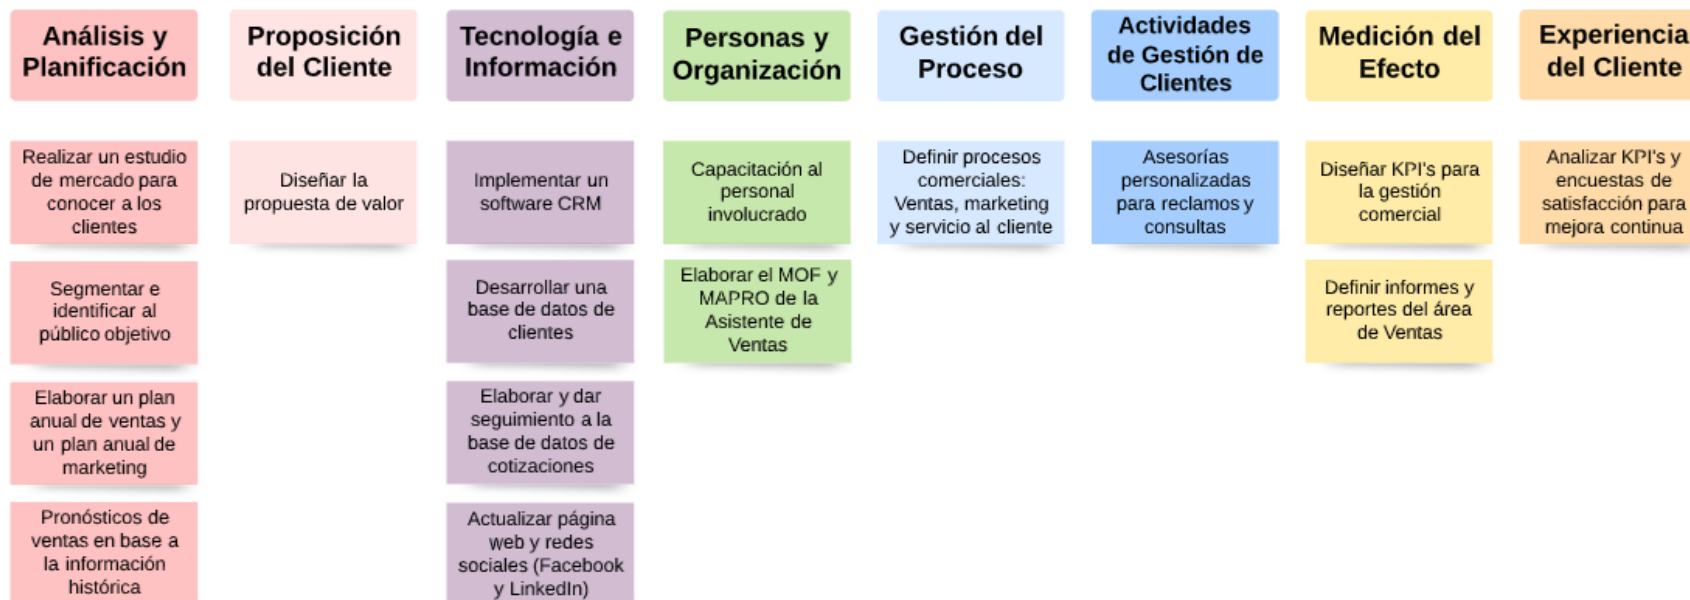 Análisis y
Planificación
Proposición
del Cliente
Tecnología e
Información
Personas y
Organización
Gestión del
Proceso
Actividades
de Gestión de
Clientes
Medición del
Efecto
Experiencia
del Cliente
Realizar un estudio
de mercado para
conocer a los
clientes
Diseñar la
propuesta de valor
Implementar un
software CRM
Capacitación al
personal
involucrado
Definir procesos
comerciales:
Ventas, marketing
y servicio al cliente
Asesorías
personalizadas
para reclamos y
consultas
Diseñar KPI's para
la gestión
comercial
Analizar KPI's y
encuestas de
satisfacción para
mejora continua
Segmentar e
identificar al
público objetivo
Desarrollar una
base de datos de
clientes
Elaborar el MOF y
MAPRO de la
Asistente de
Ventas
Definir informes y
reportes del área
de Ventas
Elaborar un plan
anual de ventas y
un plan anual de
marketing
Elaborar y dar
seguimiento a la
base de datos de
cotizaciones
Pronósticos de
ventas en base a
la información
histórica
Actualizar página
web y redes
sociales (Facebook
y LinkedIn)